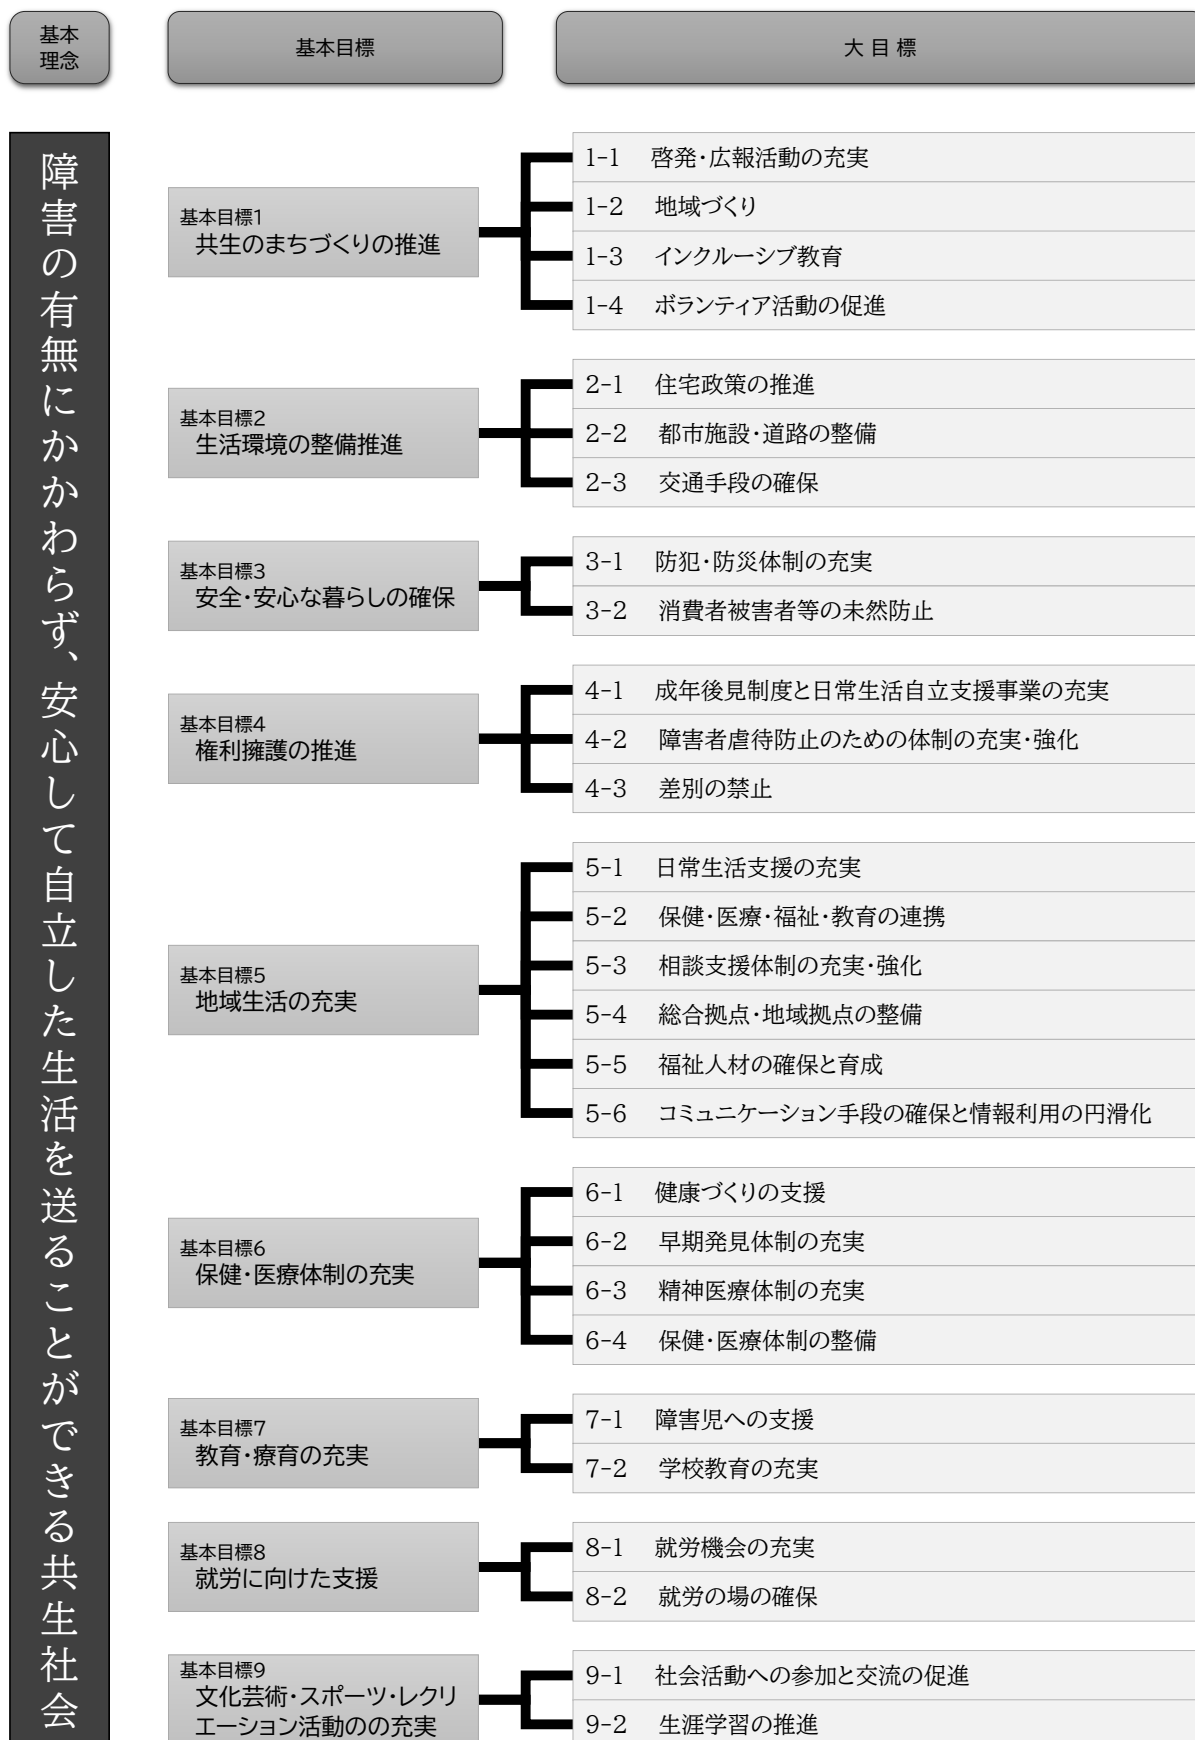 基本
理念
基本目標
大 目 標
障害の有無にかかわらず、安心して自立した生活を送ることができる共生社会
基本目標1
共生のまちづくりの推進
1-1 啓発・広報活動の充実
1-2 地域づくり
1-3 インクルーシブ教育
1-4 ボランティア活動の促進
基本目標2
生活環境の整備推進
2-1 住宅政策の推進
2-2 都市施設・道路の整備
2-3 交通手段の確保
基本目標3
安全・安心な暮らしの確保
3-1 防犯・防災体制の充実
3-2 消費者被害者等の未然防止
基本目標4
権利擁護の推進
4-1 成年後見制度と日常生活自立支援事業の充実
4-2 障害者虐待防止のための体制の充実・強化
4-3 差別の禁止
基本目標5
地域生活の充実
5-1 日常生活支援の充実
5-2 保健・医療・福祉・教育の連携
5-3 相談支援体制の充実・強化
5-4 総合拠点・地域拠点の整備
5-5 福祉人材の確保と育成
5-6 コミュニケーション手段の確保と情報利用の円滑化
基本目標6
保健・医療体制の充実
6-1 健康づくりの支援
6-2 早期発見体制の充実
6-3 精神医療体制の充実
6-4 保健・医療体制の整備
基本目標7
教育・療育の充実
7-1 障害児への支援
7-2 学校教育の充実
基本目標8
就労に向けた支援
8-1 就労機会の充実
8-2 就労の場の確保
基本目標9
文化芸術・スポーツ・レクリ
エーション活動のの充実
9-1 社会活動への参加と交流の促進
9-2 生涯学習の推進